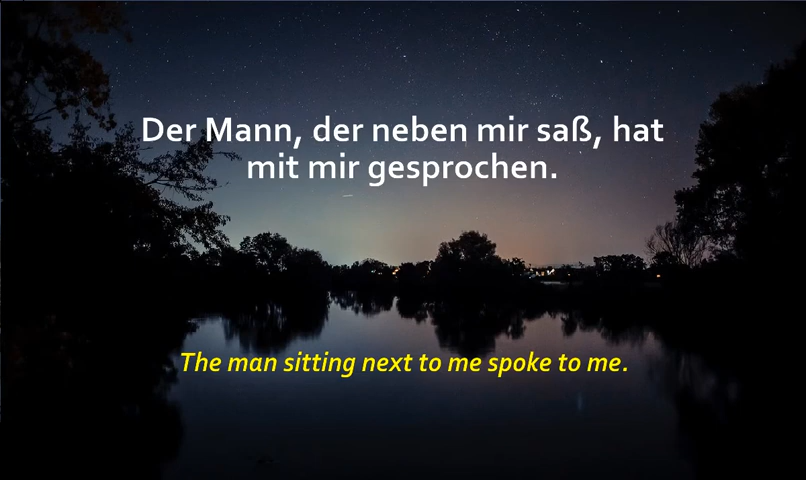 Der Mann, der neben mir saß, hat
mit mir gesprochen.
The man sitting next to me spoke to me.